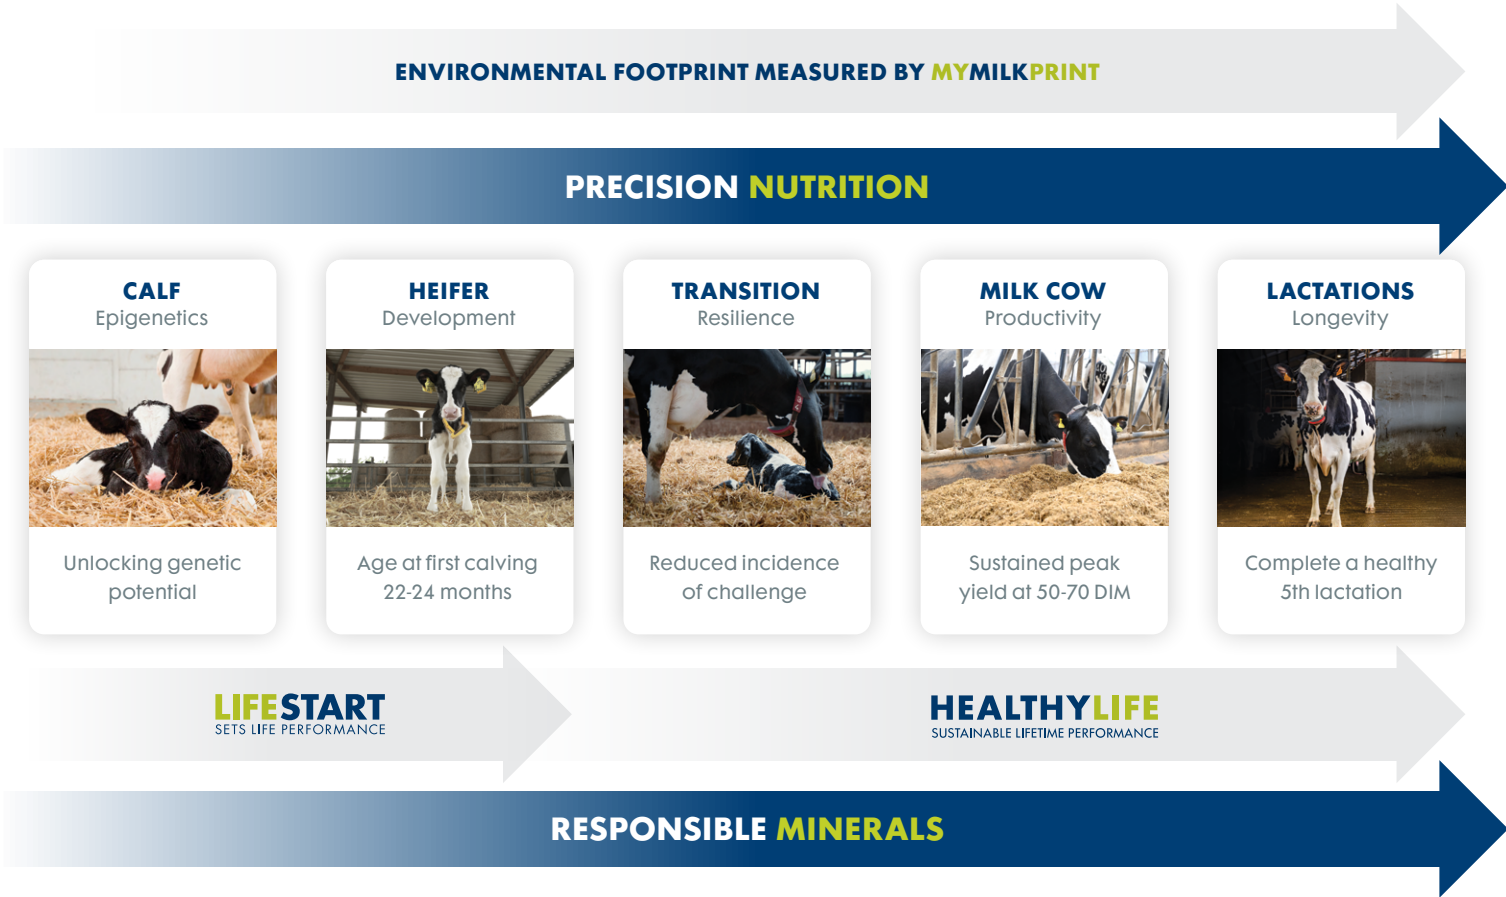 ENVIRONMENTAL FOOTPRINT MEASURED BY MYMILKPRINT
PRECISION NUTRITION
CALF
Epigenetics
Unlocking genetic
potential
HEIFER
Development
Age at first calving
22-24 months
TRANSITION
Resilience
Reduced incidence
of challenge
MILK COW
Productivity
Sustained peak
yield at 50-70 DIM
LACTATIONS
Longevity
Complete a healthy
5th lactation
LIFESTART
SETS LIFE PERFORMANCE
HEALTHYLIFE
SUSTAINABLE LIFETIME PERFORMANCE
RESPONSIBLE MINERALS